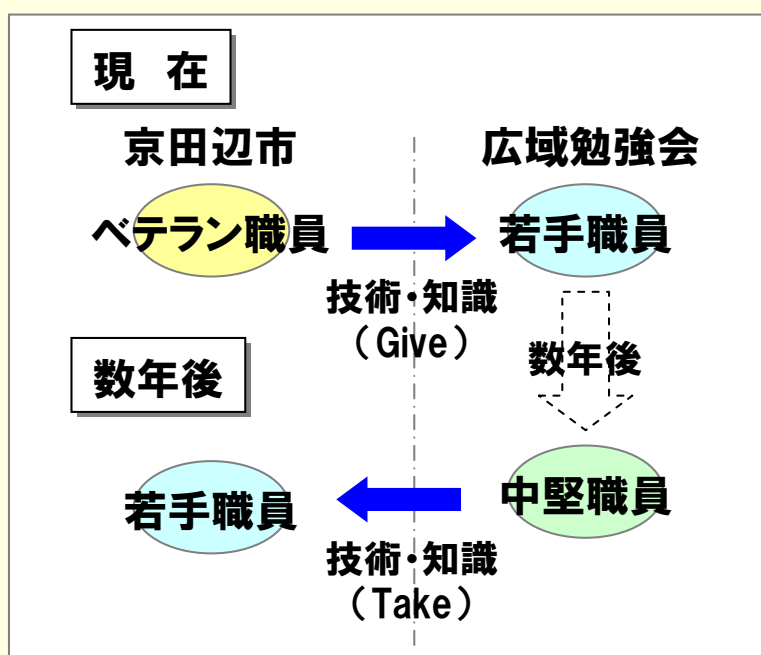 現 在
京田辺市
広域勉強会
ベテラン職員
若手職員
技術・知識
（Give）
数年後
数年後
若手職員
中堅職員
技術・知識
（Take）